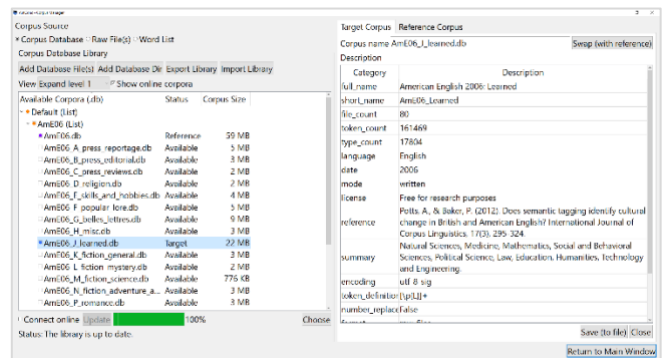 Corpus Source
Corpus Database Raw File(s) Word List
Corpus Database Library
Add Database File(s) Add Database Dir Export Library Import Library
View Expand level 1 Show online corpora
Available Corpora (.db) Status Corpus Size
Default (List)
AmE06 (List)
AmE06.db Reference 59 MB
AmE06_A_press_reportage.db Available 5 MB
AmE06_B_press_editorial.db Available 3 MB
AmE06_C_press_reviews.db Available 2 MB
AmE06_D_religion.db Available 2 MB
AmE06_E_skills_and_hobbies.db Available 4 MB
AmE06_F_popular_lore.db Available 5 MB
AmE06_G_belles_lettres.db Available 9 MB
AmE06_H_misc.db Available 3 MB
AmE06_J_learned.db Target 22 MB
AmE06_K_fiction_general.db Available 3 MB
AmE06_L_fiction_mystery.db Available 2 MB
AmE06_M_fiction_science.db Available 776 KB
AmE06_N_fiction_adventure_a... Available 3 MB
AmE06_P_romance.db Available 3 MB
Connect online Update 100% Choose
Status: The library is up to date.
Target Corpus Reference Corpus
Corpus name AmE06_J_learned.db Swap (with reference)
Description
Category Description
full_name American English 2006: Learned
short_name AmE06_Learned
file_count 80
token_count 161469
type_count 17804
language English
date 2006
mode written
license Free for research purposes
reference Potts, A., & Baker, P. (2012). Does semantic tagging identify cultural
change in British and American English? International Journal of
Corpus Linguistics, 17(3), 295-324.
summary Natural Sciences, Medicine, Mathematics, Social and Behavioral
Sciences, Political Science, Law, Education, Humanities, Technology
and Engineering.
encoding utf-8-sig
token_definition [\p{L}]+
number_replace False
Save (to file) Close
Return to Main Window